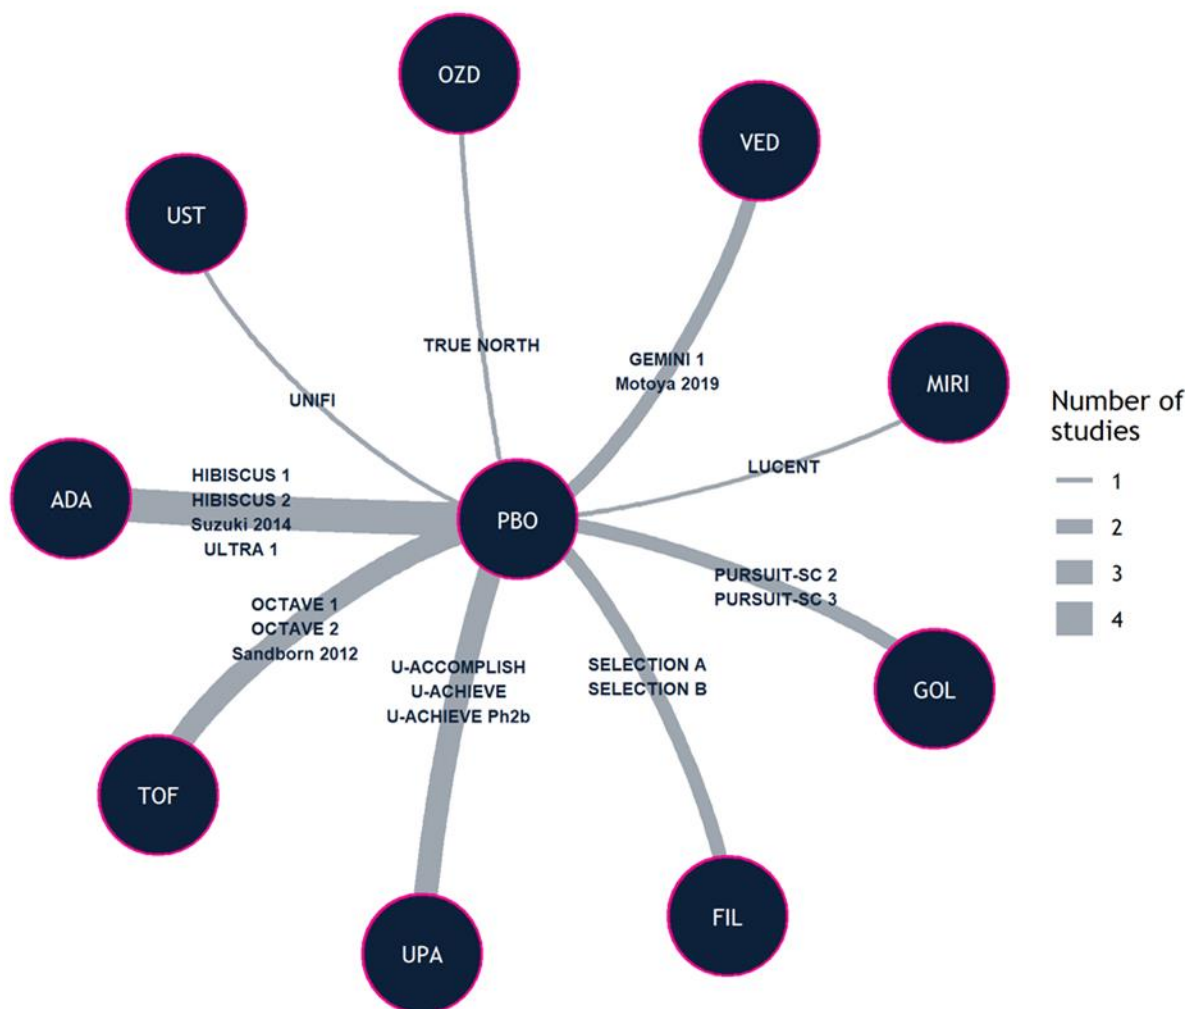 OZD
VED
UST
MIRI
TRUE NORTH
GEMINI 1
Motoya 2019
UNIFI
Number of
studies
1
2
3
4
LUCENT
ADA
HIBISCUS 1
HIBISCUS 2
Suzuki 2014
ULTRA 1
PBO
PURSUIT-SC 2
PURSUIT-SC 3
OCTAVE 1
OCTAVE 2
Sandborn 2012
U-ACCOMPLISH
U-ACHIEVE
U-ACHIEVE Ph2b
SELECTION A
SELECTION B
GOL
TOF
FIL
UPA